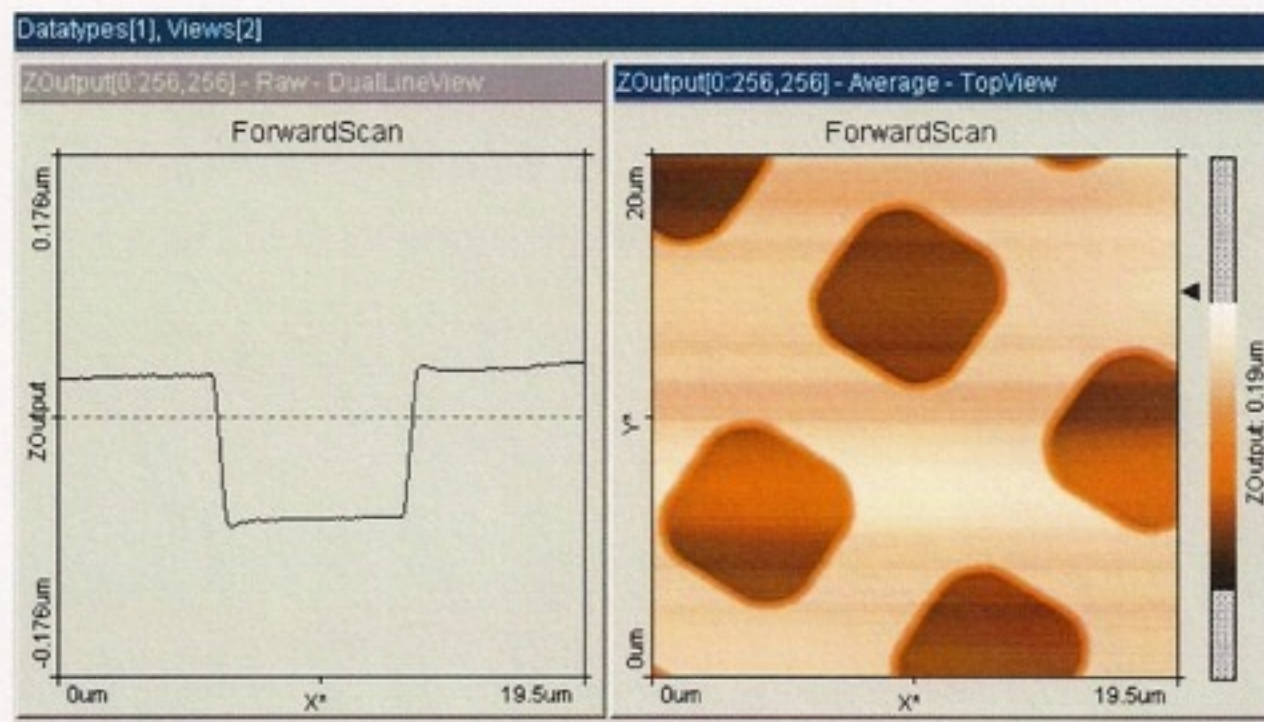 Datatypes[1], Views[2]
ZOutput[0:256,256] - Raw - DualLineView
ForwardScan
0.176um
ZOutput
-0.176um
0um
X*
19.5um
ZOutput[0:256,256] - Average - TopView
ForwardScan
20um
Y*
0um
0um
X*
19.5um
ZOutput; 0.19um